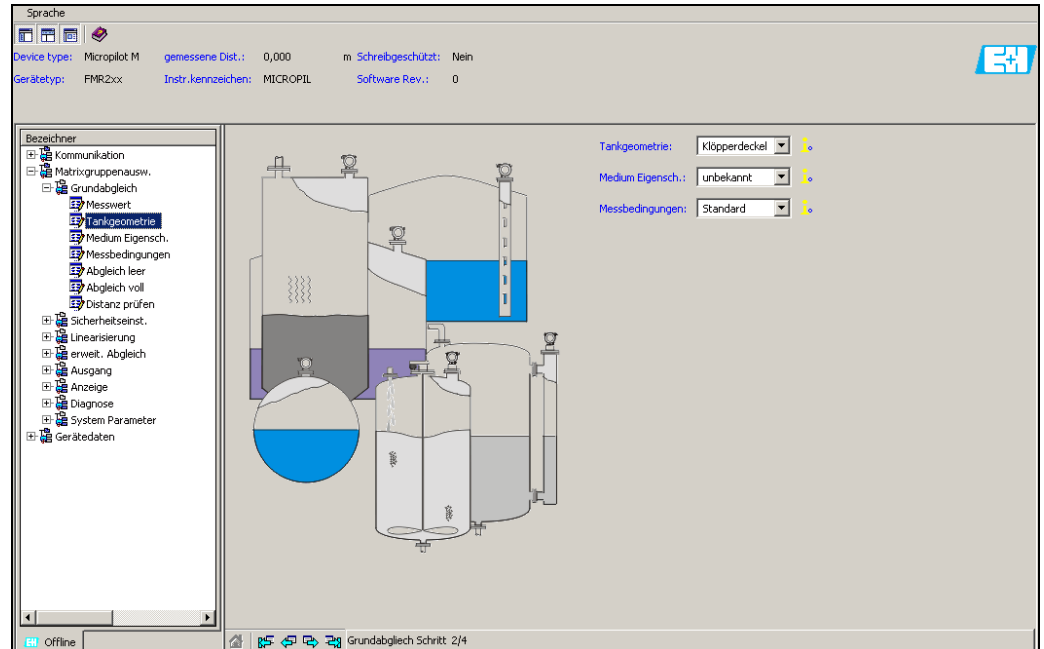 Sprache
Device type: Micropilot M gemessene Dist.: 0,000 m Schreibgeschützt: Nein
Gerätetyp: FMR2xx Instr.kennzeichen: MICROPIL Software Rev.: 0
E+H
Bezeichner
Kommunikation
Matrixgruppenausw.
Grundabgleich
Messwert
Tankgeometrie
Medium Eigensch.
Messbedingungen
Abgleich leer
Abgleich voll
Distanz prüfen
Sicherheitseinst.
Linearisierung
erweit. Abgleich
Ausgang
Anzeige
Diagnose
System Parameter
Gerätedaten
Tankgeometrie: Klöpperdeckel
Medium Eigensch.: unbekannt
Messbedingungen: Standard
Offline
Grundabgliech Schritt 2/4